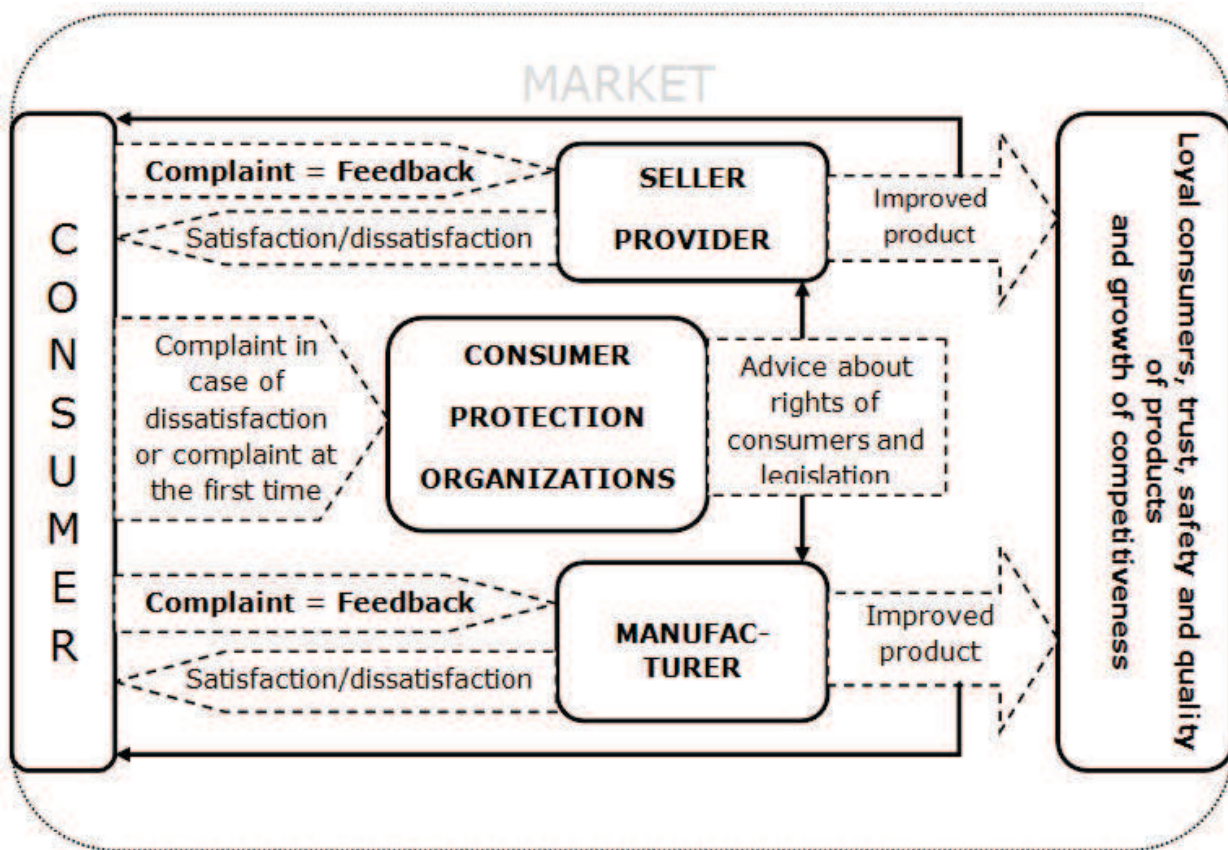 MARKET
CONSUMER
Complaint = Feedback
Satisfaction/dissatisfaction
SELLER
PROVIDER
Improved
product
Complaint in
case of
dissatisfaction
or complaint at
the first time
CONSUMER
PROTECTION
ORGANIZATIONS
Advice about
rights of
consumers and
legislation
Complaint = Feedback
Satisfaction/dissatisfaction
MANUFAC-
TURER
Improved
product
Loyal consumers, trust, safety and quality
of products
and growth of competitiveness